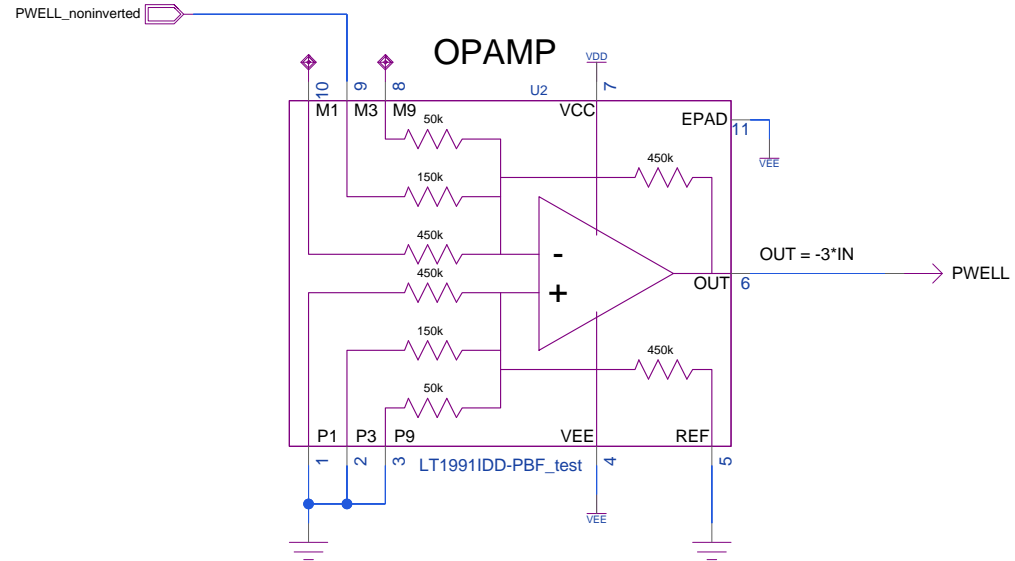 PWELL_noninverted
OPAMP
VDD
10
9
8
U2
7
M1
M3
M9
VCC
EPAD
11
50k
VEE
450k
150k
450k
-
OUT = -3*IN
PWELL
450k
+
OUT
6
150k
450k
50k
P1
P3
P9
VEE
REF
1
2
3
LT1991IDD-PBF_test
4
5
VEE